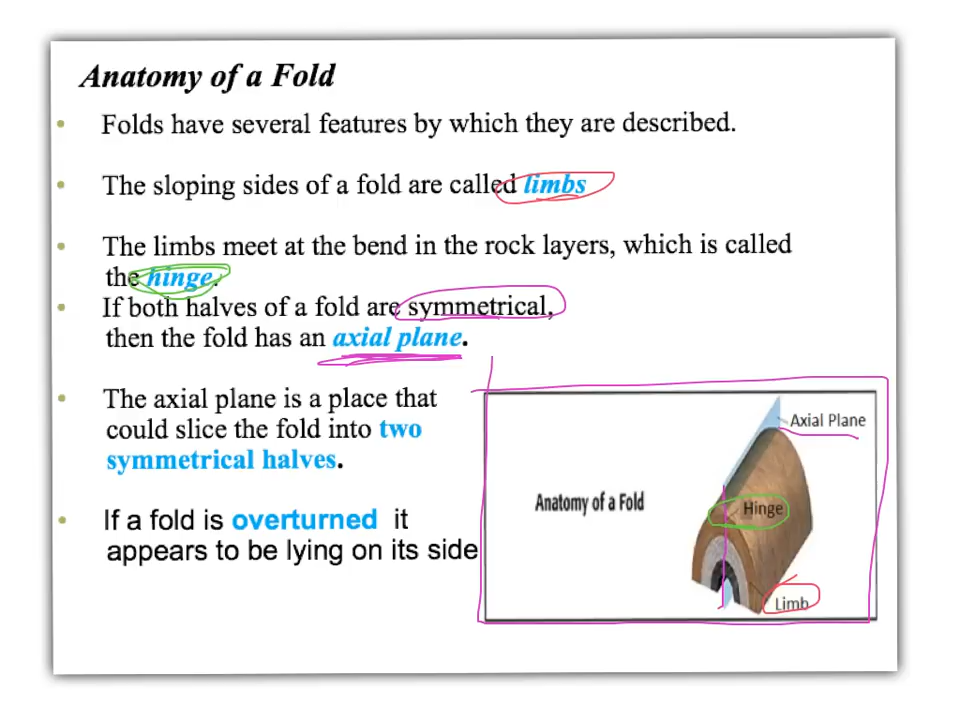 Anatomy of a Fold
Folds have several features by which they are described.
The sloping sides of a fold are called limbs
The limbs meet at the bend in the rock layers, which is called
the hinge.
If both halves of a fold are symmetrical,
then the fold has an axial plane.
The axial plane is a place that
could slice the fold into two
symmetrical halves.
If a fold is overturned it
appears to be lying on its side
Axial Plane
Anatomy of a Fold
Hinge
Limb